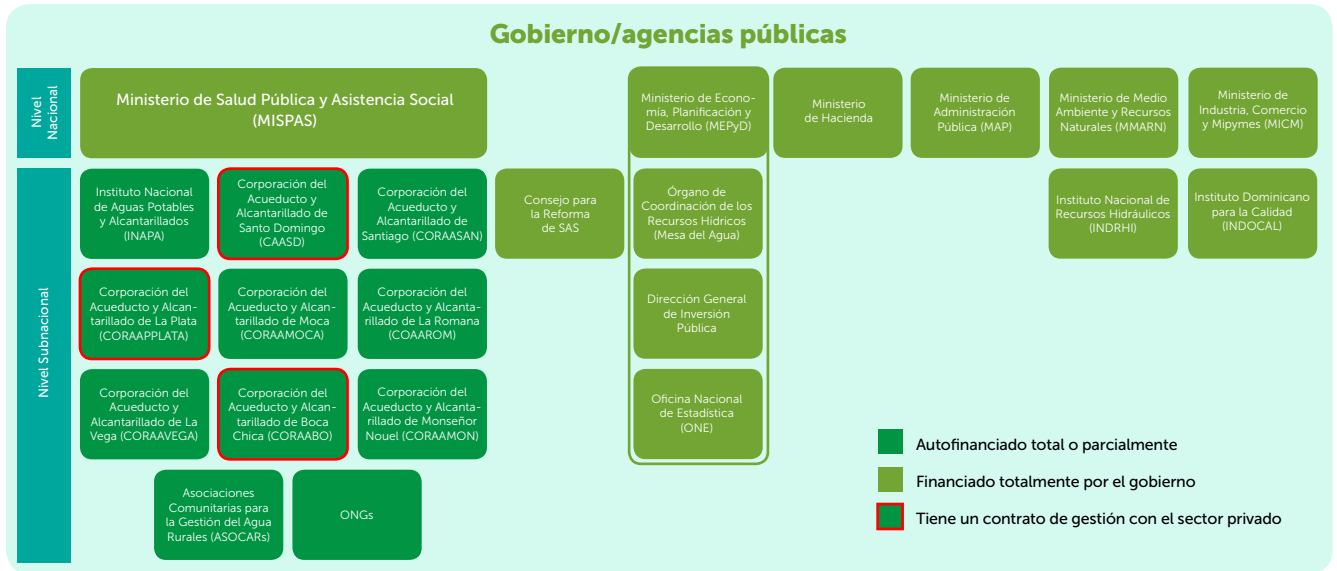 Gobierno/agencias públicas
Nivel
Nacional
Ministerio de Salud Pública y Asistencia Social
(MISPAS)
Ministerio de Econo-
mía, Planificación y
Desarrollo (MEPyD)
Ministerio
de Hacienda
Ministerio de
Administración
Pública (MAP)
Ministerio de Medio
Ambiente y Recursos
Naturales (MMARN)
Ministerio de
Industria, Comercio
y Mipymes (MICM)
Nivel Subnacional
Instituto Nacional
de Aguas Potables
y Alcantarillados
(INAPA)
Corporación del
Acueducto y
Alcantarillado de
Santo Domingo
(CAASD)
Corporación del
Acueducto y
Alcantarillado de
Santiago (CORAASAN)
Consejo para
la Reforma
de SAS
Órgano de
Coordinación de los
Recursos Hídricos
(Mesa del Agua)
Instituto Nacional de
Recursos Hidráulicos
(INDRHI)
Instituto Dominicano
para la Calidad
(INDOCAL)
Corporación del
Acueducto y Alcan-
tarillado de La Plata
(CORAAPPLATA)
Corporación del
Acueducto y Alcan-
tarillado de Moca
(CORAAMOCA)
Corporación del
Acueducto y Alcanta-
rillado de La Romana
(COAAROM)
Dirección General
de Inversión
Pública
Corporación del
Acueducto y
Alcantarillado de La
Vega (CORAAVEGA)
Corporación del
Acueducto y Alcan-
tarillado de Boca
Chica (CORAABO)
Corporación del
Acueducto y Alcanta-
rillado de Monseñor
Nouel (CORAAMON)
Oficina Nacional
de Estadística
(ONE)
Asociaciones
Comunitarias para
la Gestión del Agua
Rurales (ASOCARs)
ONGs
Autofinanciado total o parcialmente
Financiado totalmente por el gobierno
Tiene un contrato de gestión con el sector privado